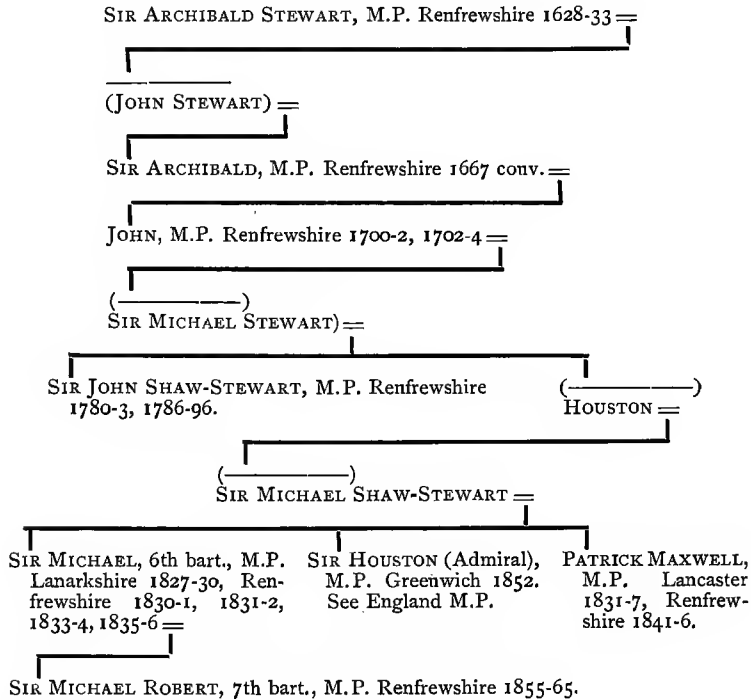 SIR ARCHIBALD STEWART, M.P. Renfrewshire 1628-33 =
(JOHN STEWART) =
SIR ARCHIBALD, M.P. Renfrewshire 1667 conv. =
JOHN, M.P. Renfrewshire 1700-2, 1702-4 =
(————)
SIR MICHAEL STEWART) =
SIR JOHN SHAW-STEWART, M.P. Renfrewshire
1780-3, 1786-96.
(————)
HOUSTON =
(————)
SIR MICHAEL SHAW-STEWART =
SIR MICHAEL, 6th bart., M.P.
Lanarkshire 1827-30, Ren-
frewshire 1830-1, 1831-2,
1833-4, 1835-6 =
SIR HOUSTON (Admiral),
M.P. Greenwich 1852.
See England M.P.
PATRICK MAXWELL,
M.P. Lancaster
1831-7, Renfrew-
shire 1841-6.
SIR MICHAEL ROBERT, 7th bart., M.P. Renfrewshire 1855-65.